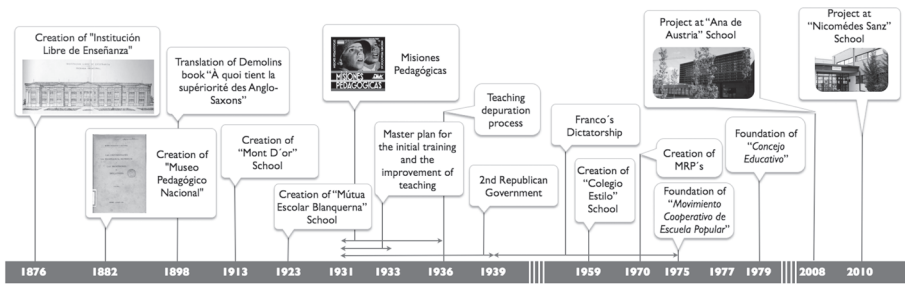 Creation of "Institución
Libre de Enseñanza"
Translation of Demolins
book "À quoi tient la
supériorité des Anglo-
Saxons"
Creation of
"Museo
Pedagógico
Nacional"
Creation of
"Mont D´or"
School
Creation of "Mútua
Escolar Blanquerna"
School
MISIONES
PEDAGÓGICAS
Misiones
Pedagógicas
Master plan for
the initial training
and the
improvement of
teaching
Teaching
depuration
process
2nd Republican
Government
Franco´s
Dictatorship
Creation of
"Colegio
Estilo"
School
Creation of
MRP´s
Foundation of
"Movimiento
Cooperativo de
Escuela Popular"
Foundation of
"Concejo
Educativo"
Project at "Ana de
Austria" School
Project at
"Nicomédes Sanz"
School
1876 1882 1898 1913 1923 1931 1933 1936 1939 1959 1970 1975 1977 1979 2008 2010